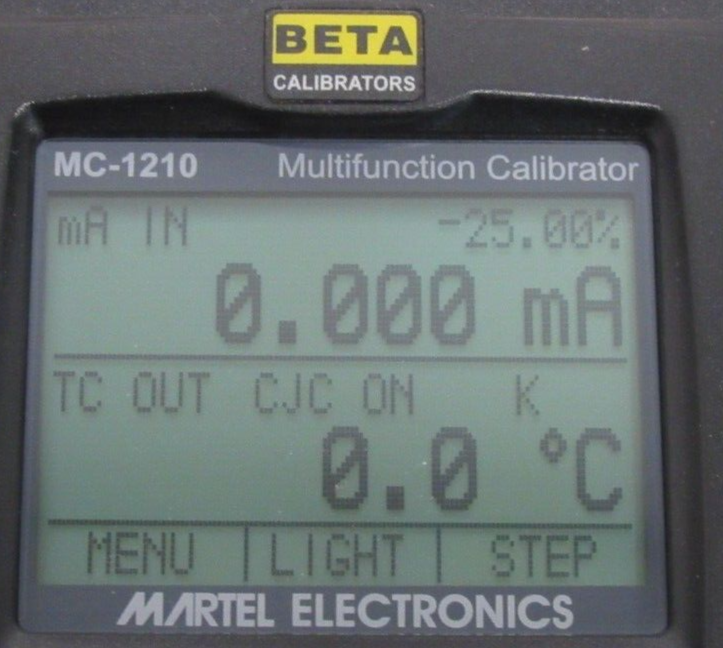 BETA
CALIBRATORS
MC-1210 Multifunction Calibrator
mA IN -25.00%
0.000 mA
TC OUT CJC ON K
0.0 °C
MENU LIGHT STEP
MARTEL ELECTRONICS